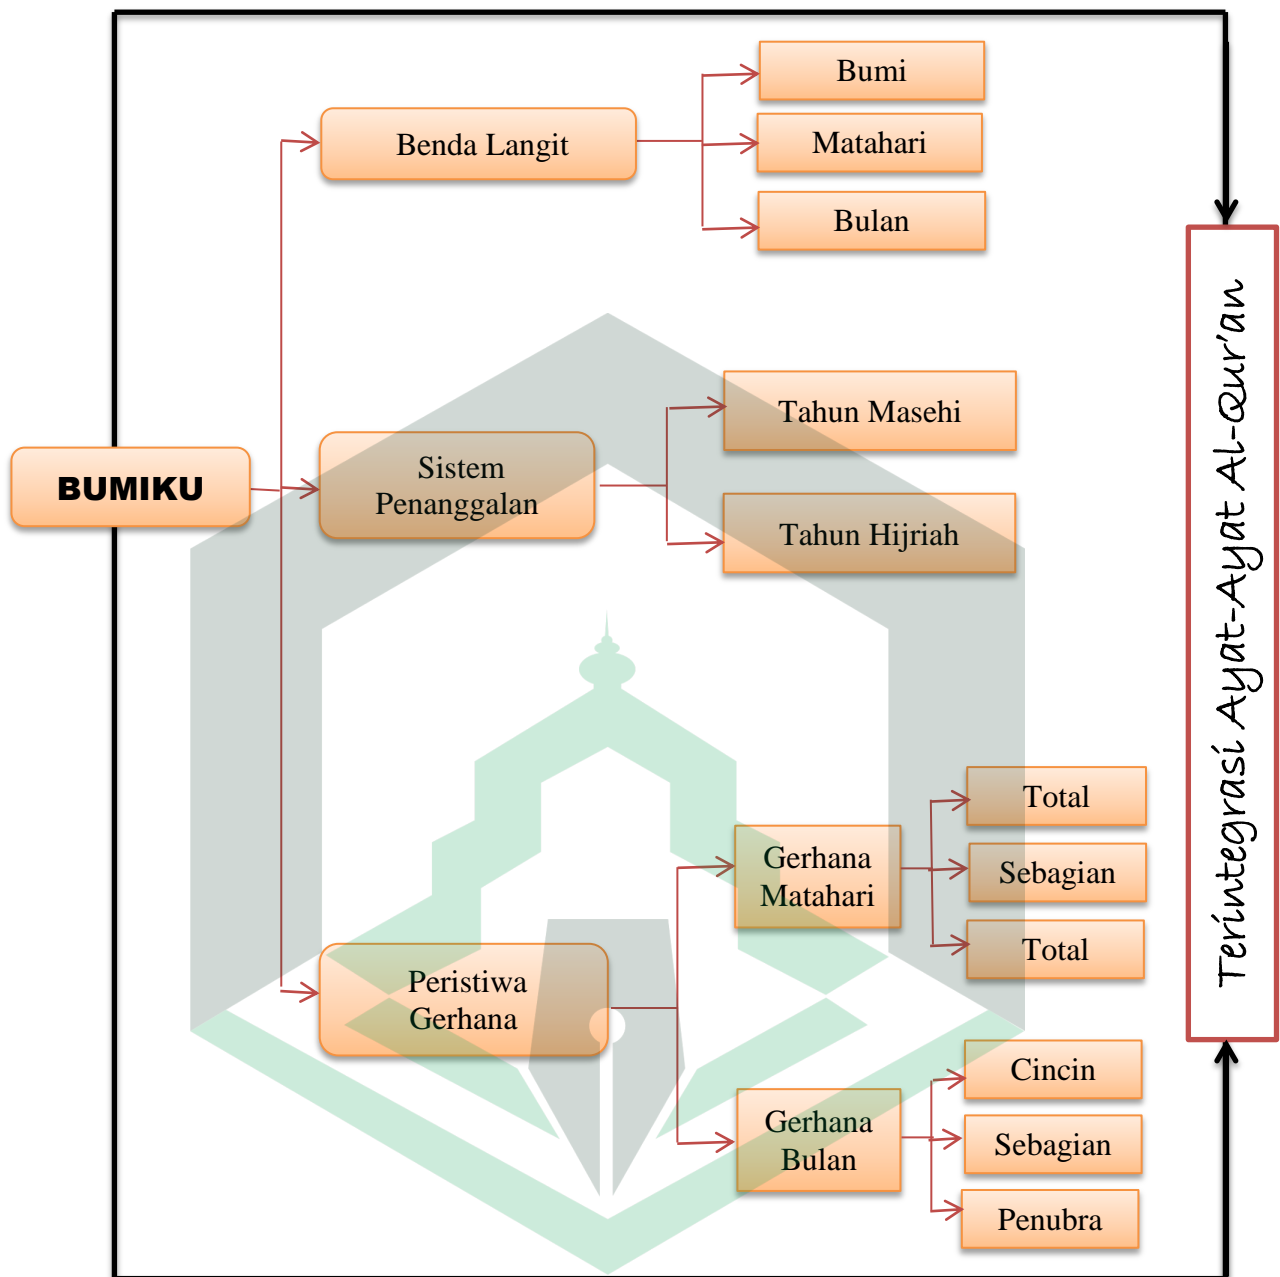 BUMIKU
Benda Langit
Bumi
Matahari
Bulan
Sistem
Penanggalan
Tahun Masehi
Tahun Hijriah
Peristiwa
Gerhana
Gerhana
Matahari
Total
Sebagian
Total
Gerhana
Bulan
Cincin
Sebagian
Penubra
Terintegrasi Ayat-Ayat Al-Qur'an